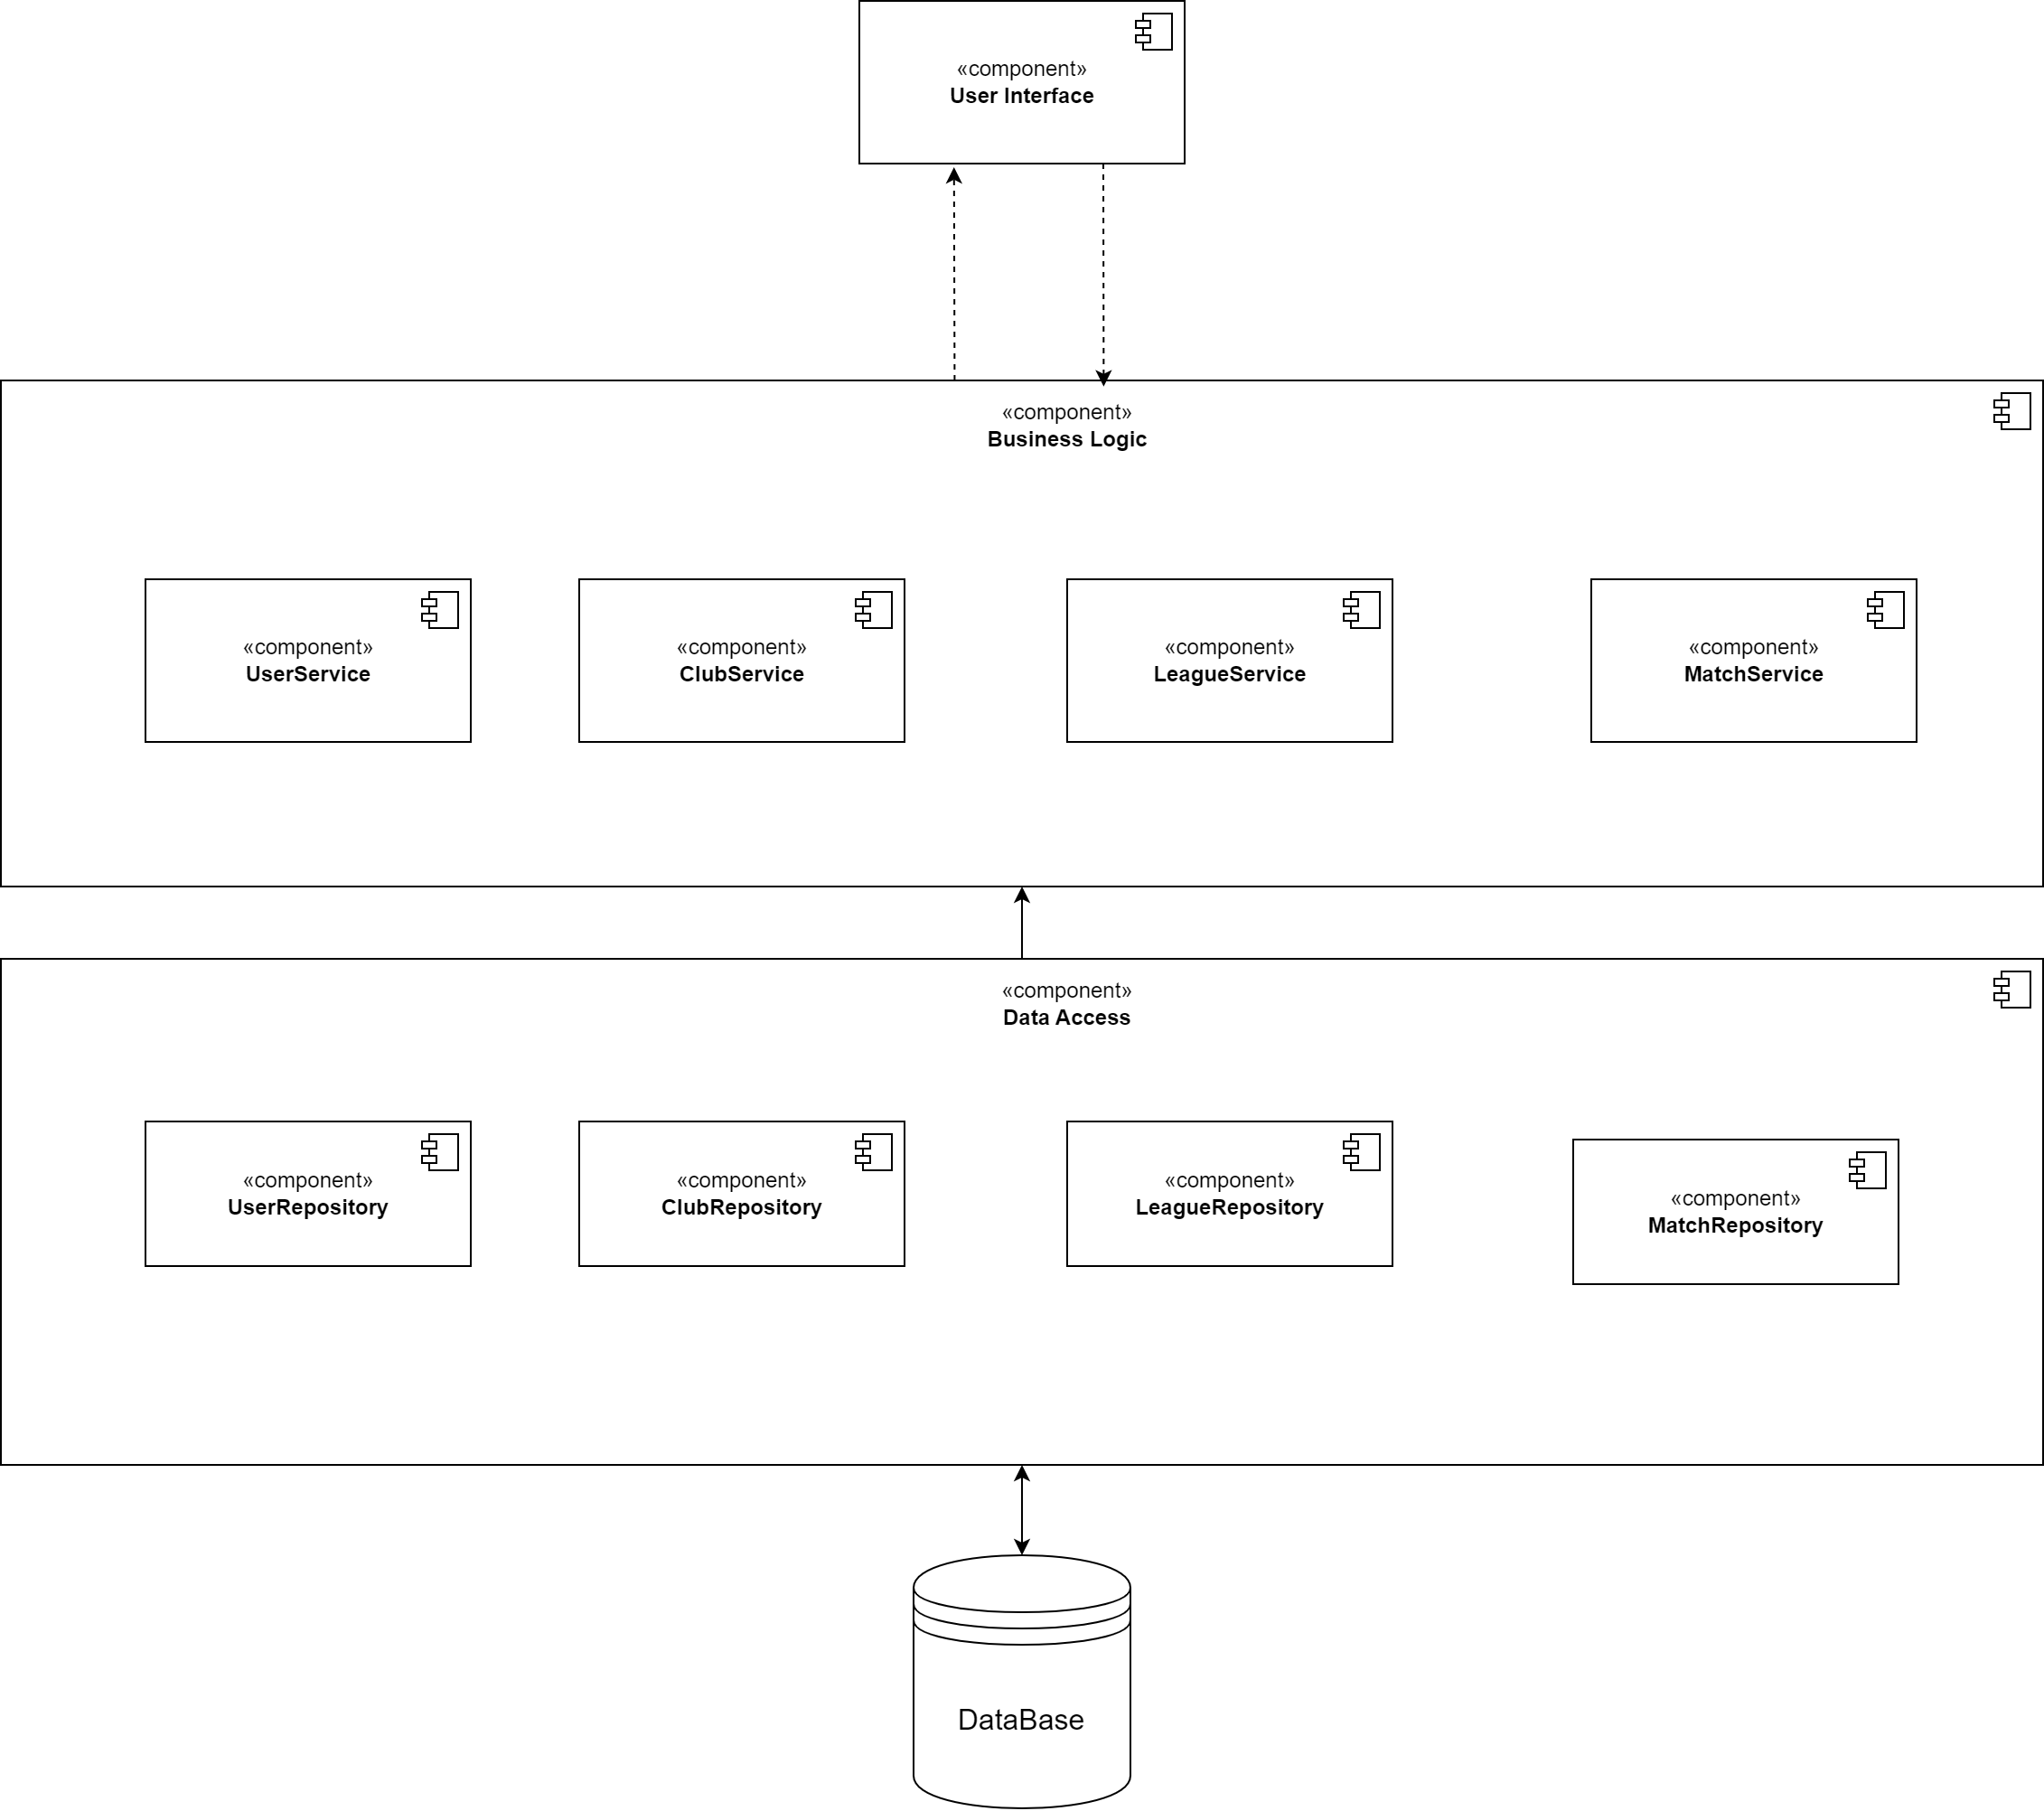 «component»
User Interface
«component»
Business Logic
«component»
UserService
«component»
ClubService
«component»
LeagueService
«component»
MatchService
«component»
Data Access
«component»
UserRepository
«component»
ClubRepository
«component»
LeagueRepository
«component»
MatchRepository
DataBase